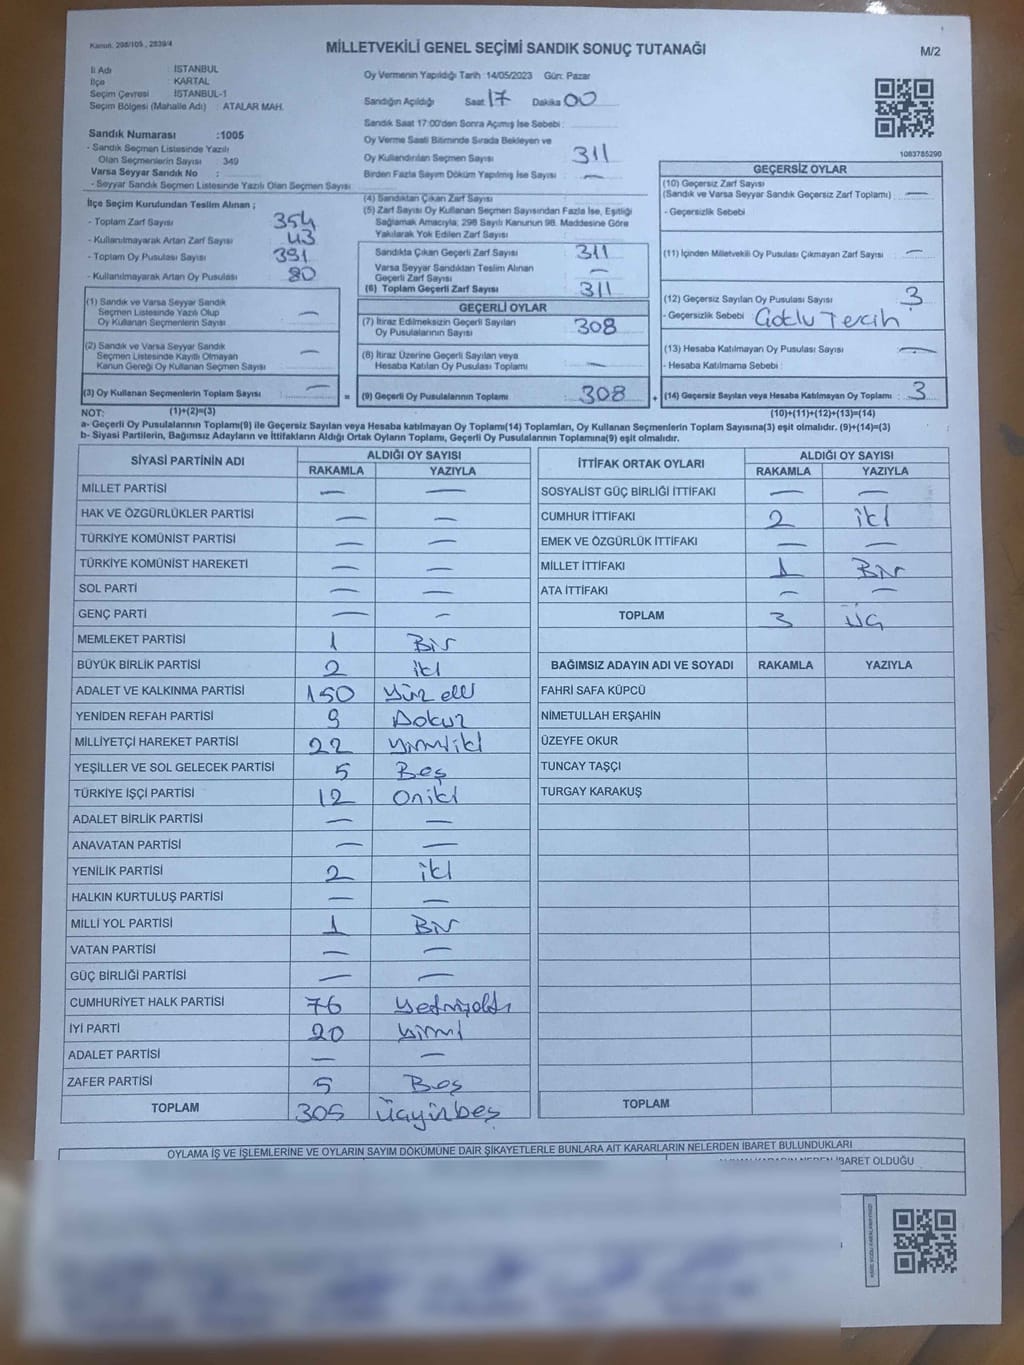 Kanun: 298/105 , 2839/4
MİLLETVEKİLİ GENEL SEÇİMİ SANDIK SONUÇ TUTANAĞI
M/2
İl Adı : İSTANBUL
İlçe : KARTAL
Seçim Çevresi : İSTANBUL-1
Seçim Bölgesi (Mahalle Adı) : ATALAR MAH.
Sandık Numarası :1005
- Sandık Seçmen Listesinde Yazılı
Olan Seçmenlerin Sayısı : 349
Varsa Seyyar Sandık No :
- Seyyar Sandık Seçmen Listesinde Yazılı Olan Seçmen Sayısı :
İlçe Seçim Kurulundan Teslim Alınan ;
- Toplam Zarf Sayısı : 354
- Kullanılmayarak Artan Zarf Sayısı : 43
- Toplam Oy Pusulası Sayısı : 391
- Kullanılmayarak Artan Oy Pusulası : 80
(1) Sandık ve Varsa Seyyar Sandık
Seçmen Listesinde Yazılı Olup
Oy Kullanan Seçmenlerin Sayısı : —
(2) Sandık ve Varsa Seyyar Sandık
Seçmen Listesinde Kayıtlı Olmayan
Kanun Gereği Oy Kullanan Seçmen Sayısı : —
(3) Oy Kullanan Seçmenlerin Toplam Sayısı : —
Oy Vermenin Yapıldığı Tarih :14/05/2023 Gün: Pazar
Sandığın Açıldığı Saat 17 Dakika 00
Sandık Saat 17:00'den Sonra Açılmış İse Sebebi :
Oy Verme Saati Bitiminde Sırada Bekleyen ve
Oy Kullandırılan Seçmen Sayısı : 311
Birden Fazla Sayım Döküm Yapılmış İse Sayısı : —
(4) Sandıktan Çıkan Zarf Sayısı :
(5) Zarf Sayısı Oy Kullanan Seçmen Sayısından Fazla İse, Eşitliği
Sağlamak Amacıyla; 298 Sayılı Kanunun 98. Maddesine Göre
Yakılarak Yok Edilen Zarf Sayısı :
Sandıkta Çıkan Geçerli Zarf Sayısı : 311
Varsa Seyyar Sandıktan Teslim Alınan
Geçerli Zarf Sayısı : —
(6) Toplam Geçerli Zarf Sayısı : 311
GEÇERLİ OYLAR
(7) İtiraz Edilmeksizin Geçerli Sayılan
Oy Pusulalarının Sayısı : 308
(8) İtiraz Üzerine Geçerli Sayılan veya
Hesaba Katılan Oy Pusulası Toplamı : —
= (9) Geçerli Oy Pusulalarının Toplamı : 308 +
1083785290
GEÇERSİZ OYLAR
(10) Geçersiz Zarf Sayısı
(Sandık ve Varsa Seyyar Sandık Geçersiz Zarf Toplamı) : —
- Geçersizlik Sebebi :
(11) İçinden Milletvekili Oy Pusulası Çıkmayan Zarf Sayısı : —
(12) Geçersiz Sayılan Oy Pusulası Sayısı : 3
- Geçersizlik Sebebi : Çoklu Tercih
(13) Hesaba Katılmayan Oy Pusulası Sayısı : —
- Hesaba Katılmama Sebebi :
(14) Geçersiz Sayılan veya Hesaba Katılmayan Oy Toplamı : 3
NOT: (1)+(2)=(3) (10)+(11)+(12)+(13)=(14)
a- Geçerli Oy Pusulalarının Toplamı(9) ile Geçersiz Sayılan veya Hesaba katılmayan Oy Toplamı(14) Toplamları, Oy Kullanan Seçmenlerin Toplam Sayısına(3) eşit olmalıdır. (9)+(14)=(3)
b- Siyasi Partilerin, Bağımsız Adayların ve İttifakların Aldığı Ortak Oyların Toplamı, Geçerli Oy Pusulalarının Toplamına(9) eşit olmalıdır.
SİYASİ PARTİNİN ADI ALDIĞI OY SAYISI
RAKAMLA YAZIYLA
MİLLET PARTİSİ — —
HAK VE ÖZGÜRLÜKLER PARTİSİ — —
TÜRKİYE KOMÜNİST PARTİSİ — —
TÜRKİYE KOMÜNİST HAREKETİ — —
SOL PARTİ — —
GENÇ PARTİ — —
MEMLEKET PARTİSİ 1 Bir
BÜYÜK BİRLİK PARTİSİ 2 iki
ADALET VE KALKINMA PARTİSİ 150 yüz elli
YENİDEN REFAH PARTİSİ 9 Dokuz
MİLLİYETÇİ HAREKET PARTİSİ 22 yirmiiki
YEŞİLLER VE SOL GELECEK PARTİSİ 5 Beş
TÜRKİYE İŞÇİ PARTİSİ 12 Oniki
ADALET BİRLİK PARTİSİ — —
ANAVATAN PARTİSİ — —
YENİLİK PARTİSİ 2 iki
HALKIN KURTULUŞ PARTİSİ — —
MİLLİ YOL PARTİSİ 1 Bir
VATAN PARTİSİ — —
GÜÇ BİRLİĞİ PARTİSİ — —
CUMHURİYET HALK PARTİSİ 76 yetmişaltı
İYİ PARTİ 20 yirmi
ADALET PARTİSİ — —
ZAFER PARTİSİ 5 Beş
TOPLAM 305 Üçyüzbeş
İTTİFAK ORTAK OYLARI ALDIĞI OY SAYISI
RAKAMLA YAZIYLA
SOSYALİST GÜÇ BİRLİĞİ İTTİFAKI — —
CUMHUR İTTİFAKI 2 iki
EMEK VE ÖZGÜRLÜK İTTİFAKI — —
MİLLET İTTİFAKI 1 Bir
ATA İTTİFAKI — —
TOPLAM 3 ÜÇ
BAĞIMSIZ ADAYIN ADI VE SOYADI RAKAMLA YAZIYLA
FAHRİ SAFA KÜPCÜ
NİMETULLAH ERŞAHİN
ÜZEYFE OKUR
TUNCAY TAŞÇI
TURGAY KARAKUŞ
TOPLAM
OYLAMA İŞ VE İŞLEMLERİNE VE OYLARIN SAYIM DÖKÜMÜNE DAİR ŞİKAYETLERLE BUNLARA AİT KARARLARIN NELERDEN İBARET BULUNDUKLARI
İBARET OLDUĞU